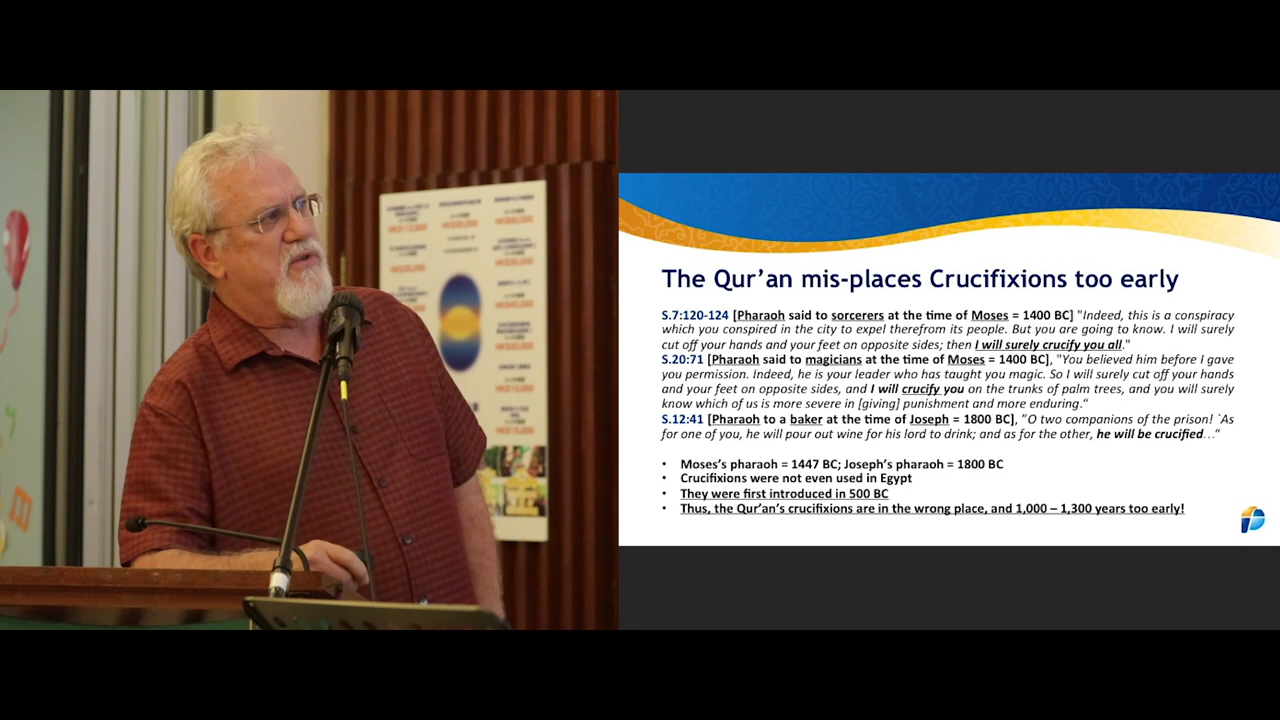 The Qur’an mis-places Crucifixions too early
S.7:120-124 [Pharaoh said to sorcerers at the time of Moses = 1400 BC] "Indeed, this is a conspiracy
which you conspired in the city to expel therefrom its people. But you are going to know. I will surely
cut off your hands and your feet on opposite sides; then I will surely crucify you all."
S.20:71 [Pharaoh said to magicians at the time of Moses = 1400 BC], "You believed him before I gave
you permission. Indeed, he is your leader who has taught you magic. So I will surely cut off your hands
and your feet on opposite sides, and I will crucify you on the trunks of palm trees, and you will surely
know which of us is more severe in [giving] punishment and more enduring.“
S.12:41 [Pharaoh to a baker at the time of Joseph = 1800 BC], "O two companions of the prison! `As
for one of you, he will pour out wine for his lord to drink; and as for the other, he will be crucified…“
• Moses’s pharaoh = 1447 BC; Joseph’s pharaoh = 1800 BC
• Crucifixions were not even used in Egypt
• They were first introduced in 500 BC
• Thus, the Qur’an’s crucifixions are in the wrong place, and 1,000 – 1,300 years too early!